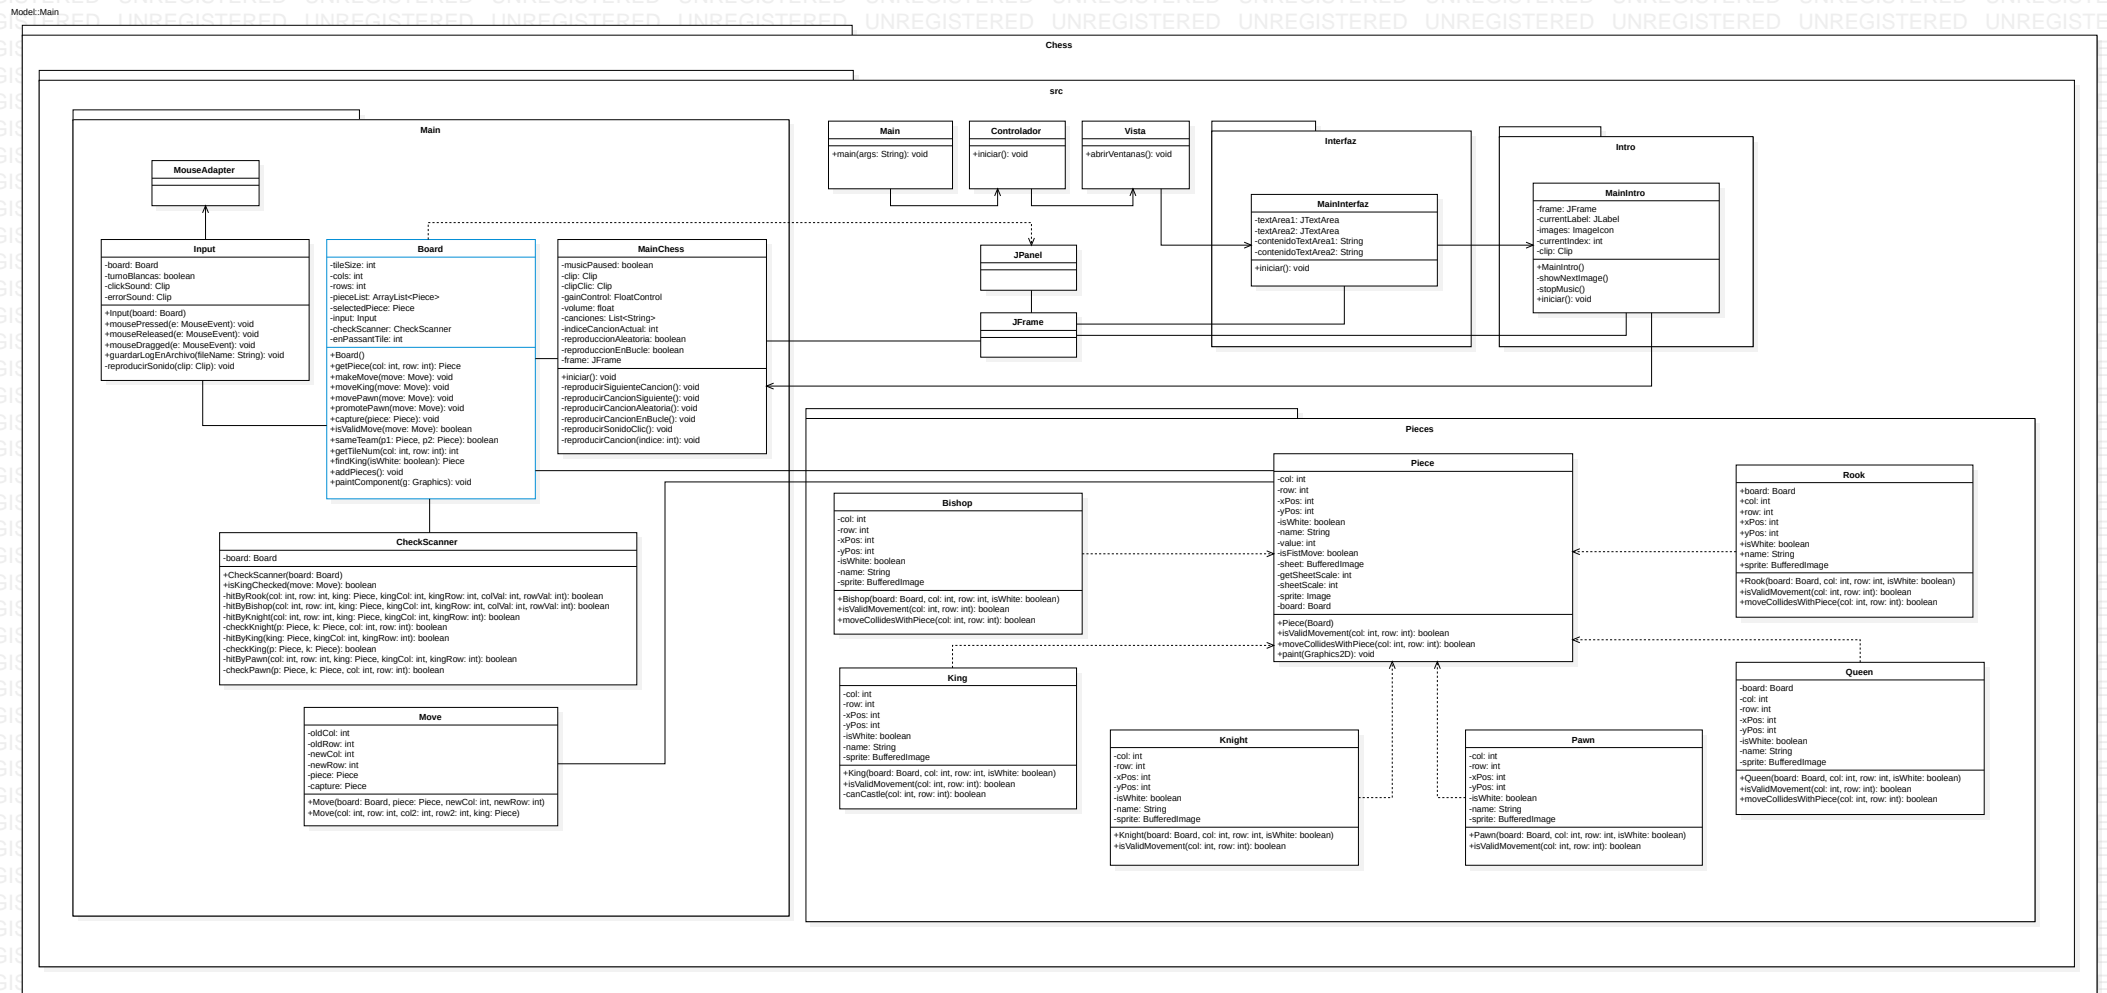 Model::Main
UNREGISTERED UNREGISTERED UNREGISTERED UNREGISTERED UNREGISTERED UNREGISTERED
Chess
src
Main
MouseAdapter
Input
-board: Board
-turnoBlancas: boolean
-clickSound: Clip
-errorSound: Clip
+Input(board: Board)
+mousePressed(e: MouseEvent): void
+mouseReleased(e: MouseEvent): void
+mouseDragged(e: MouseEvent): void
+guardarLogEnArchivo(fileName: String): void
-reproducirSonido(clip: Clip): void
Board
-tileSize: int
-cols: int
-rows: int
-pieceList: ArrayList<Piece>
-selectedPiece: Piece
-input: Input
-checkScanner: CheckScanner
-enPassantTile: int
+Board()
+getPiece(col: int, row: int): Piece
+makeMove(move: Move): void
+moveKing(move: Move): void
+movePawn(move: Move): void
+promotePawn(move: Move): void
+capture(piece: Piece): void
+isValidMove(move: Move): boolean
+sameTeam(p1: Piece, p2: Piece): boolean
+getTileNum(col: int, row: int): int
+findKing(isWhite: boolean): Piece
+addPieces(): void
+paintComponent(g: Graphics): void
MainChess
-musicPaused: boolean
-clip: Clip
-clipClic: Clip
-gainControl: FloatControl
-volume: float
-canciones: List<String>
-indiceCancionActual: int
-reproduccionAleatoria: boolean
-reproduccionEnBucle: boolean
-frame: JFrame
+iniciar(): void
-reproducirSiguienteCancion(): void
-reproducirCancionSiguiente(): void
-reproducirCancionAleatoria(): void
-reproducirCancionEnBucle(): void
-reproducirSonidoClic(): void
-reproducirCancion(indice: int): void
CheckScanner
-board: Board
+CheckScanner(board: Board)
+isKingChecked(move: Move): boolean
-hitByRook(col: int, row: int, king: Piece, kingCol: int, kingRow: int, colVal: int, rowVal: int): boolean
-hitByBishop(col: int, row: int, king: Piece, kingCol: int, kingRow: int, colVal: int, rowVal: int): boolean
-hitByKnight(col: int, row: int, king: Piece, kingCol: int, kingRow: int): boolean
-checkKnight(p: Piece, k: Piece, col: int, row: int): boolean
-hitByKing(king: Piece, kingCol: int, kingRow: int): boolean
-checkKing(p: Piece, k: Piece): boolean
-hitByPawn(col: int, row: int, king: Piece, kingCol: int, kingRow: int): boolean
-checkPawn(p: Piece, k: Piece, col: int, row: int): boolean
Move
-oldCol: int
-oldRow: int
-newCol: int
-newRow: int
-piece: Piece
-capture: Piece
+Move(board: Board, piece: Piece, newCol: int, newRow: int)
+Move(col: int, row: int, col2: int, row2: int, king: Piece)
Main
+main(args: String): void
Controlador
+iniciar(): void
Vista
+abrirVentanas(): void
JPanel
JFrame
Interfaz
MainInterfaz
-textArea1: JTextArea
-textArea2: JTextArea
-contenidoTextArea1: String
-contenidoTextArea2: String
+iniciar(): void
Intro
MainIntro
-frame: JFrame
-currentLabel: JLabel
-images: ImageIcon
-currentIndex: int
-clip: Clip
+MainIntro()
-showNextImage()
-stopMusic()
+iniciar(): void
Pieces
Bishop
-col: int
-row: int
-xPos: int
-yPos: int
-isWhite: boolean
-name: String
-sprite: BufferedImage
+Bishop(board: Board, col: int, row: int, isWhite: boolean)
+isValidMovement(col: int, row: int): boolean
+moveCollidesWithPiece(col: int, row: int): boolean
King
-col: int
-row: int
-xPos: int
-yPos: int
-isWhite: boolean
-name: String
-sprite: BufferedImage
+King(board: Board, col: int, row: int, isWhite: boolean)
+isValidMovement(col: int, row: int): boolean
-canCastle(col: int, row: int): boolean
Piece
-col: int
-row: int
-xPos: int
-yPos: int
-isWhite: boolean
-name: String
-value: int
-isFistMove: boolean
-sheet: BufferedImage
-getSheetScale: int
-sheetScale: int
-sprite: Image
-board: Board
+Piece(Board)
+isValidMovement(col: int, row: int): boolean
+moveCollidesWithPiece(col: int, row: int): boolean
+paint(Graphics2D): void
Knight
-col: int
-row: int
-xPos: int
-yPos: int
-isWhite: boolean
-name: String
-sprite: BufferedImage
+Knight(board: Board, col: int, row: int, isWhite: boolean)
+isValidMovement(col: int, row: int): boolean
Pawn
-col: int
-row: int
-xPos: int
-yPos: int
-isWhite: boolean
-name: String
-sprite: BufferedImage
+Pawn(board: Board, col: int, row: int, isWhite: boolean)
+isValidMovement(col: int, row: int): boolean
Rook
+board: Board
+col: int
+row: int
+xPos: int
+yPos: int
+isWhite: boolean
+name: String
+sprite: BufferedImage
+Rook(board: Board, col: int, row: int, isWhite: boolean)
+isValidMovement(col: int, row: int): boolean
+moveCollidesWithPiece(col: int, row: int): boolean
Queen
-board: Board
-col: int
-row: int
-xPos: int
-yPos: int
-isWhite: boolean
-name: String
-sprite: BufferedImage
+Queen(board: Board, col: int, row: int, isWhite: boolean)
+isValidMovement(col: int, row: int): boolean
+moveCollidesWithPiece(col: int, row: int): boolean